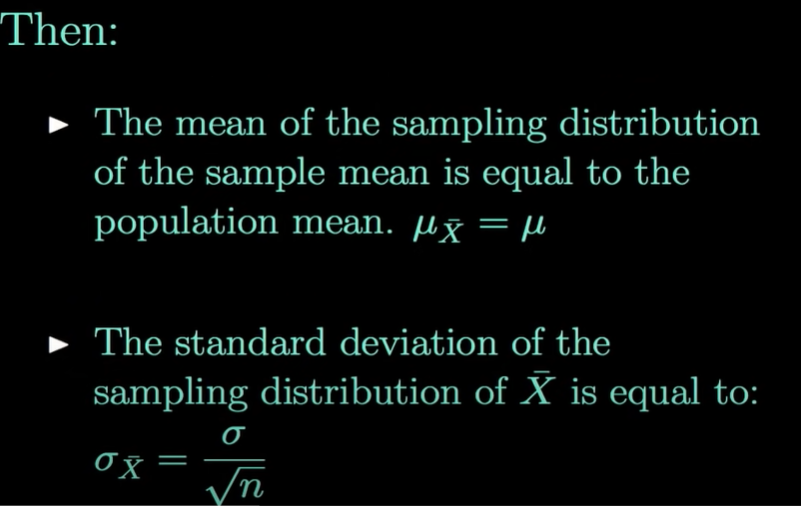 Then:
► The mean of the sampling distribution
of the sample mean is equal to the
population mean. μ_X̄ = μ
► The standard deviation of the
sampling distribution of X̄ is equal to:
σ_X̄ = σ/√n